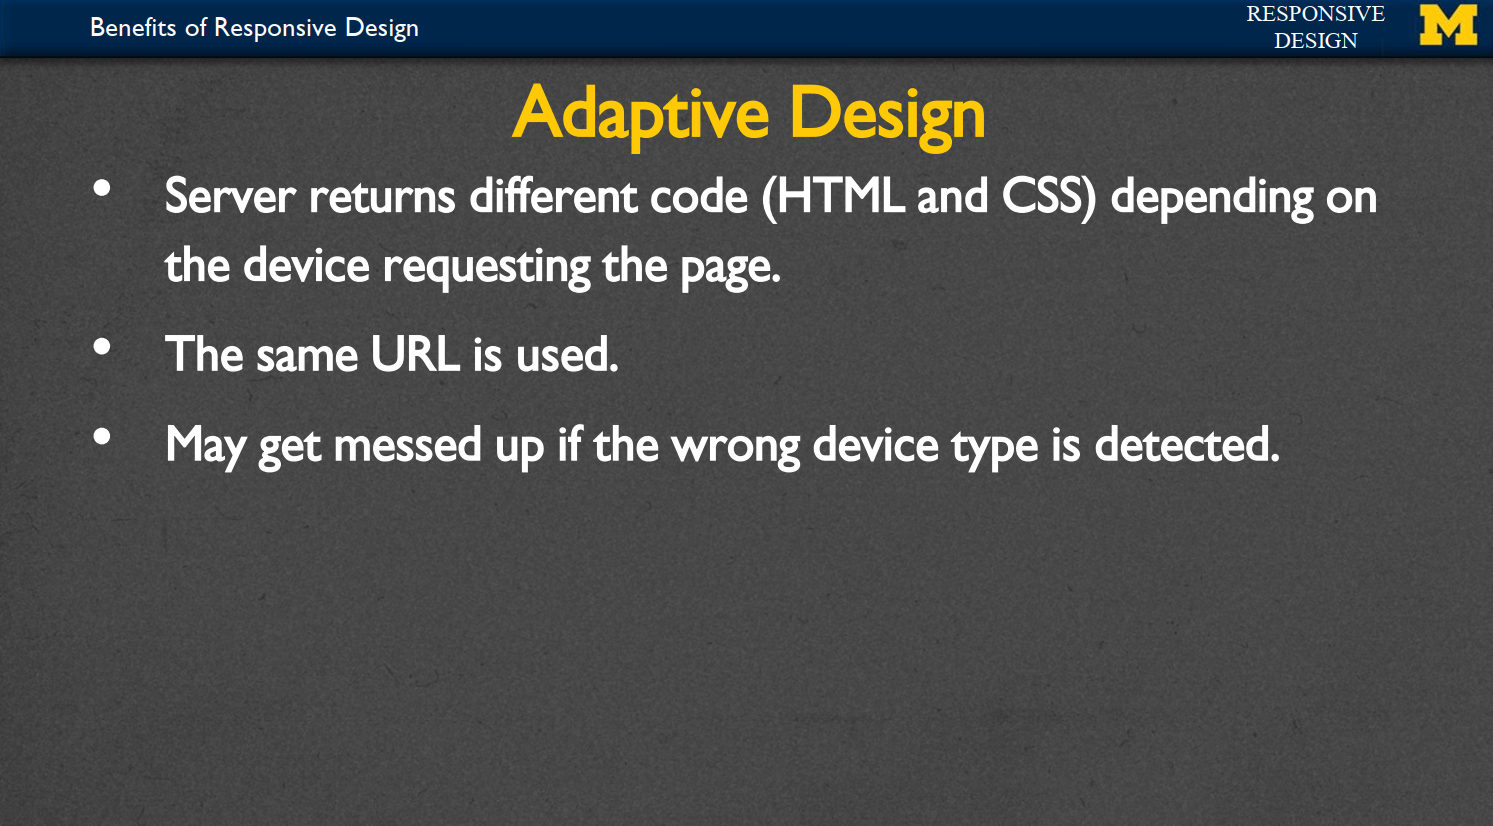 Benefits of Responsive Design
RESPONSIVE
DESIGN
M
Adaptive Design
• Server returns different code (HTML and CSS) depending on
the device requesting the page.
• The same URL is used.
• May get messed up if the wrong device type is detected.